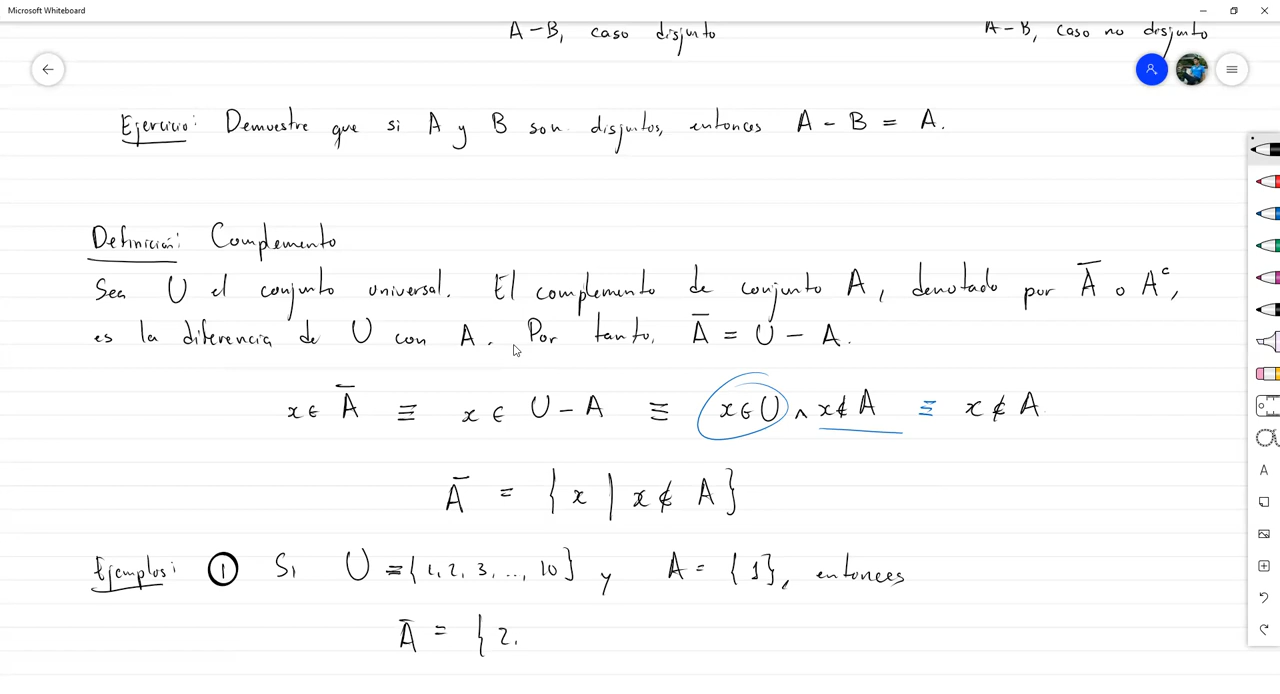 Microsoft Whiteboard
A - B, caso disjunto
A - B, caso no disjunto
Ejercicio: Demuestre que si A y B son disjuntos, entonces A - B = A.
Definición: Complemento
Sea U el conjunto universal. El complemento de conjunto A, denotado por Ā o Aᶜ,
es la diferencia de U con A. Por tanto, Ā = U - A.
x ∈ Ā ≡ x ∈ U - A ≡ x ∈ U ∧ x ∉ A ≡ x ∉ A
Ā = { x | x ∉ A }
Ejemplos: ① Si U = {1, 2, 3, .., 10} y A = {1}, entonces
Ā = { 2,